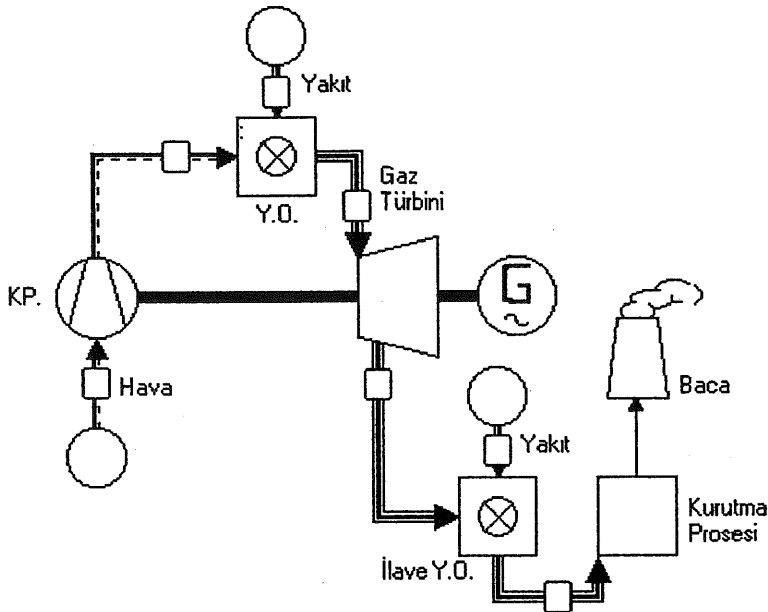 Yakıt
Y.O.
Gaz
Türbini
KP.
G
~
Hava
Baca
Yakıt
İlave Y.O.
Kurutma
Prosesi